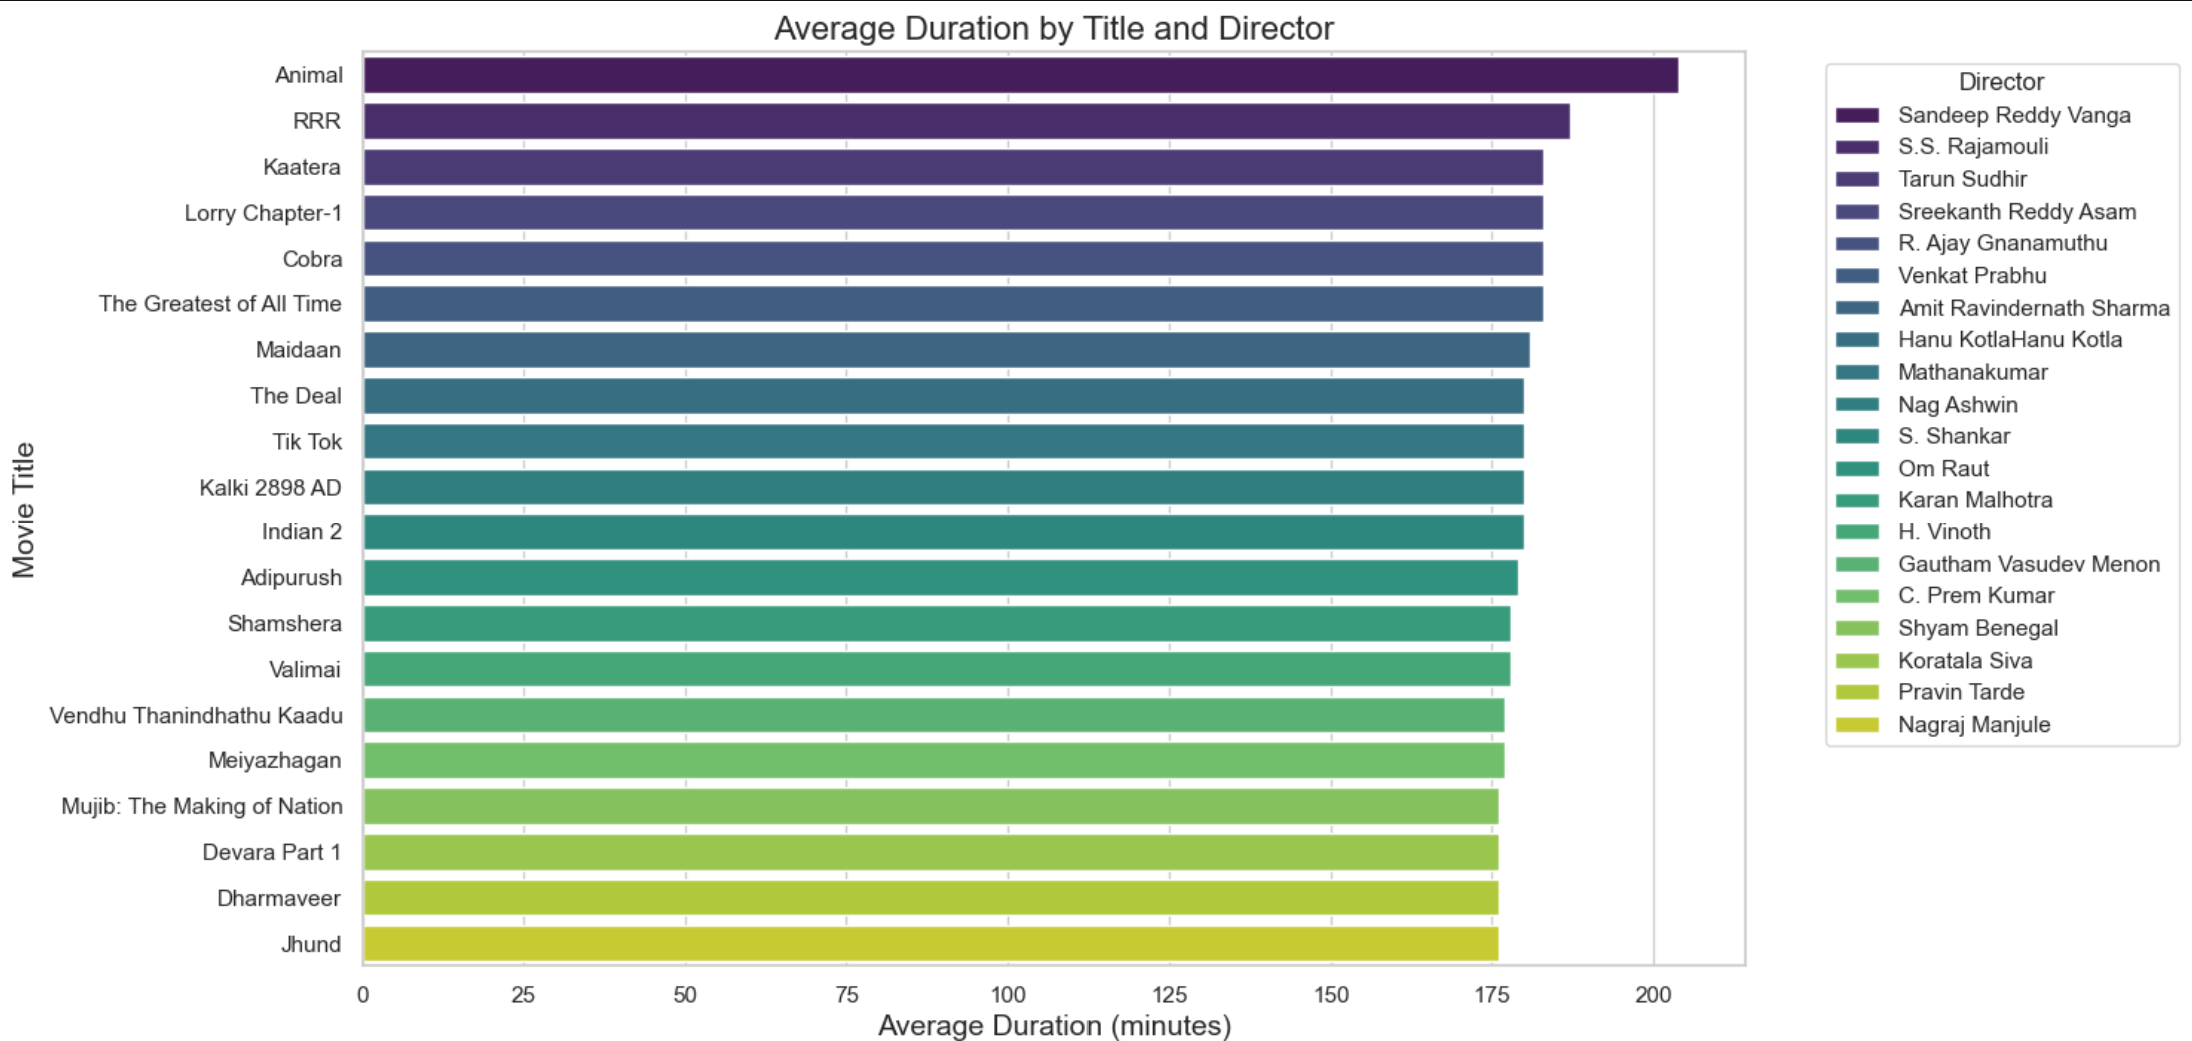 Average Duration by Title and Director
Movie Title
Animal
RRR
Kaatera
Lorry Chapter-1
Cobra
The Greatest of All Time
Maidaan
The Deal
Tik Tok
Kalki 2898 AD
Indian 2
Adipurush
Shamshera
Valimai
Vendhu Thanindhathu Kaadu
Meiyazhagan
Mujib: The Making of Nation
Devara Part 1
Dharmaveer
Jhund
0 25 50 75 100 125 150 175 200
Average Duration (minutes)
Director
Sandeep Reddy Vanga
S.S. Rajamouli
Tarun Sudhir
Sreekanth Reddy Asam
R. Ajay Gnanamuthu
Venkat Prabhu
Amit Ravindernath Sharma
Hanu KotlaHanu Kotla
Mathanakumar
Nag Ashwin
S. Shankar
Om Raut
Karan Malhotra
H. Vinoth
Gautham Vasudev Menon
C. Prem Kumar
Shyam Benegal
Koratala Siva
Pravin Tarde
Nagraj Manjule